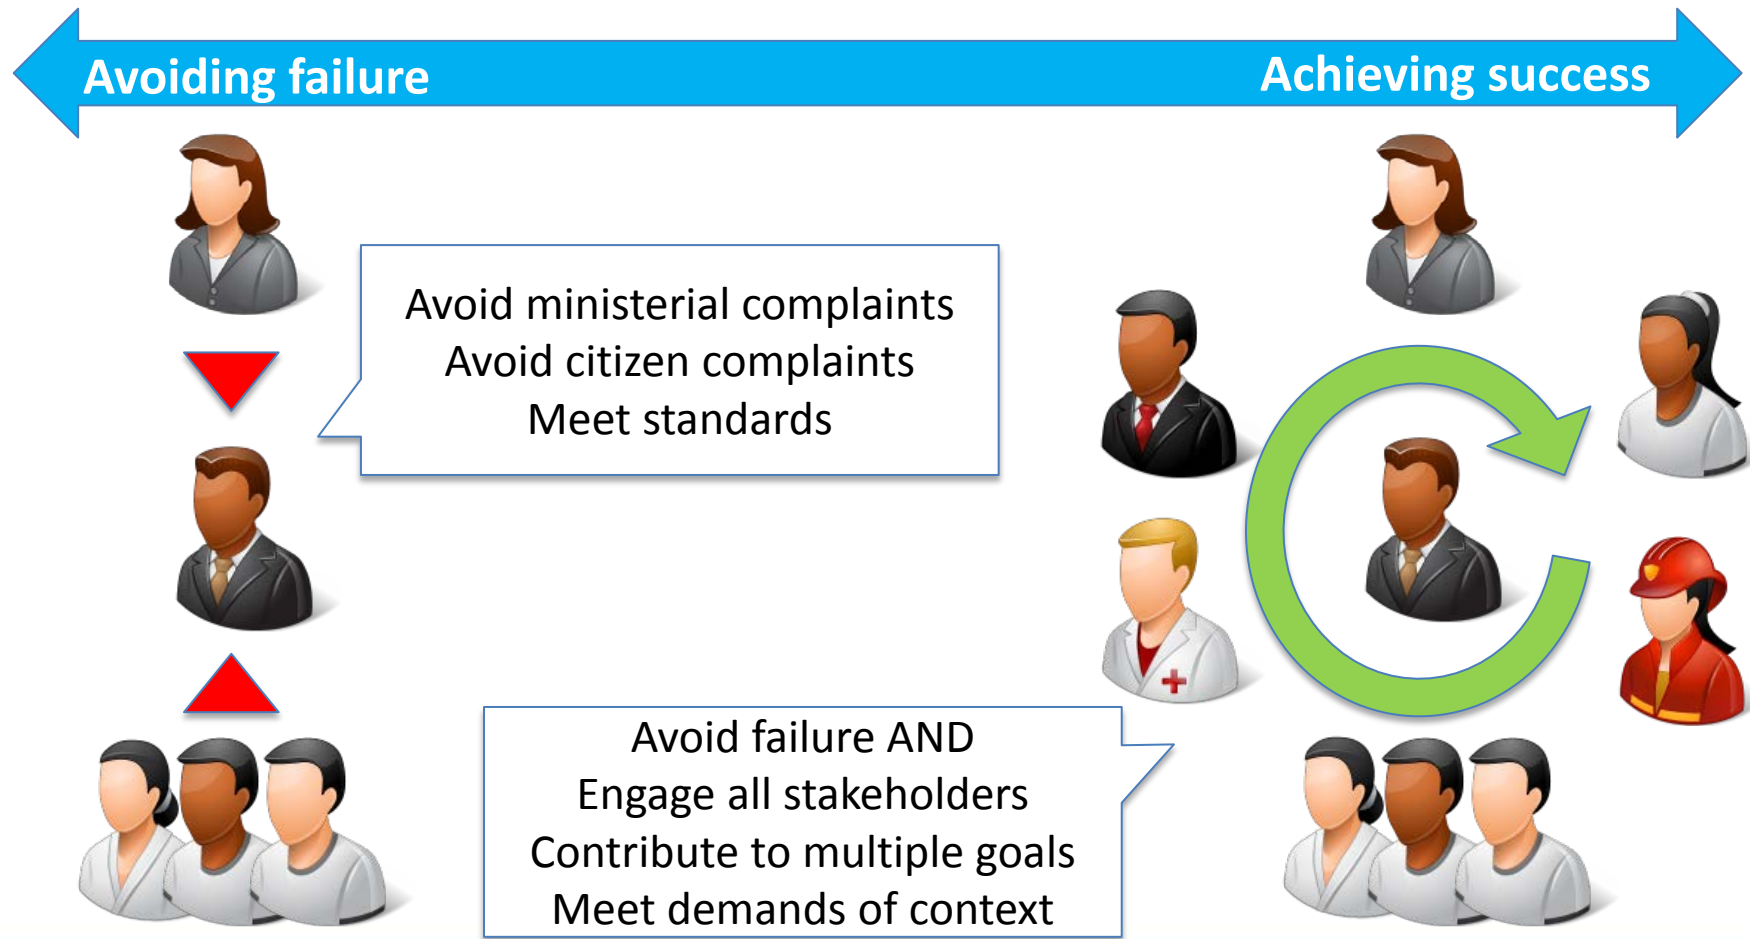 Avoiding failure
Achieving success
Avoid ministerial complaints
Avoid citizen complaints
Meet standards
Avoid failure AND
Engage all stakeholders
Contribute to multiple goals
Meet demands of context